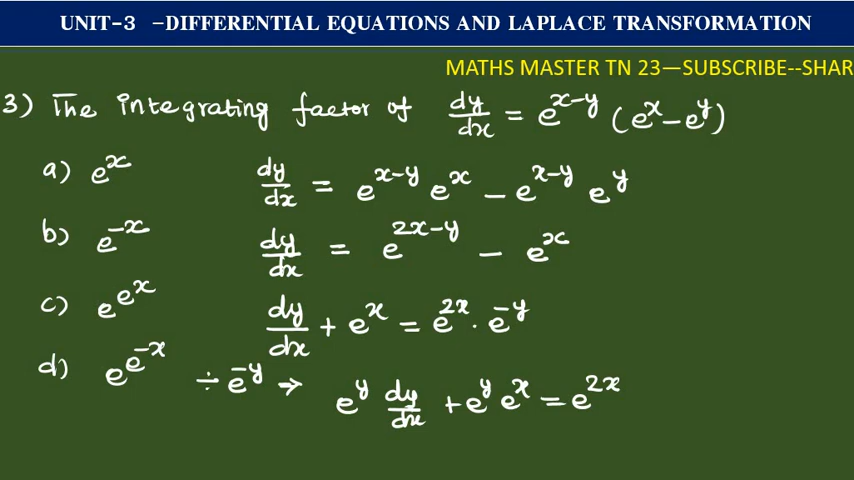 UNIT-3 –DIFFERENTIAL EQUATIONS AND LAPLACE TRANSFORMATION
MATHS MASTER TN 23—SUBSCRIBE--SHAR
3) The integrating factor of dy/dx = e^{x-y} (e^x - e^y)
a) e^x
dy/dx = e^{x-y} e^x - e^{x-y} e^y
b) e^{-x}
dy/dx = e^{2x-y} - e^x
c) e^{e^x}
dy/dx + e^x = e^{2x} . e^{-y}
d) e^{e^{-x}}
÷ e^{-y} → e^y dy/dx + e^y e^x = e^{2x}